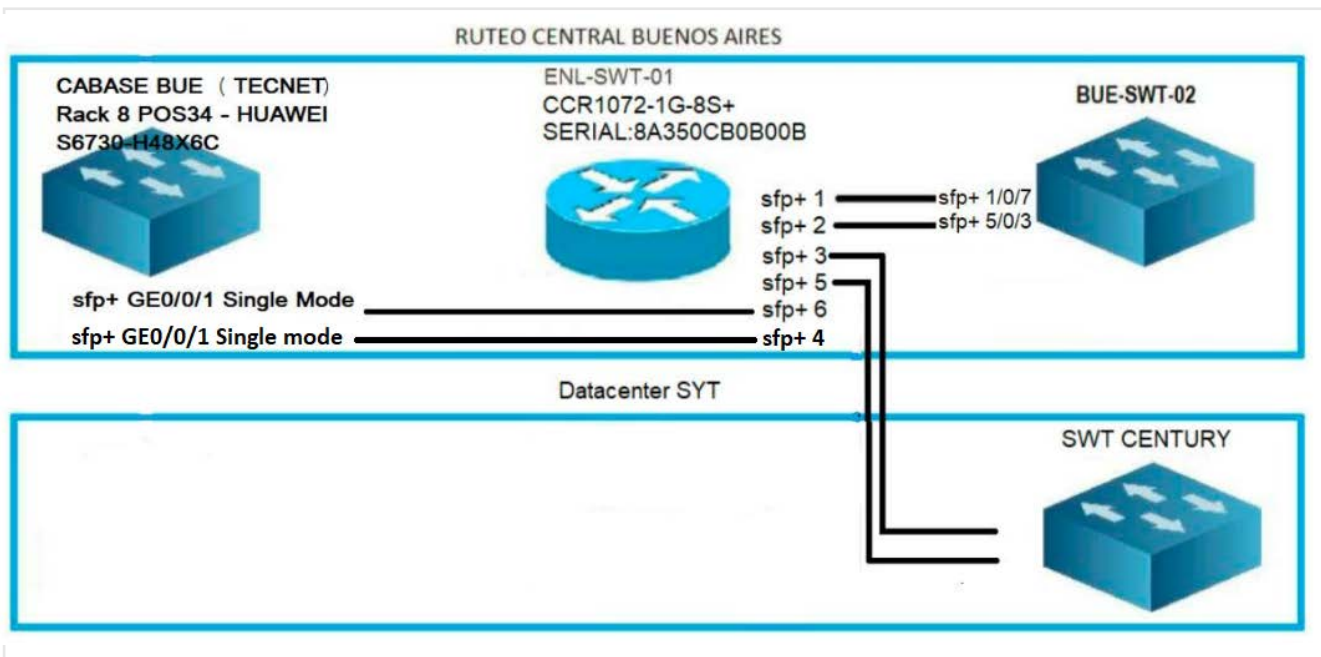 RUTEO CENTRAL BUENOS AIRES
CABASE BUE ( TECNET)
Rack 8 POS34 - HUAWEI
S6730-H48X6C
ENL-SWT-01
CCR1072-1G-8S+
SERIAL:8A350CB0B00B
BUE-SWT-02
sfp+ 1
sfp+ 1/0/7
sfp+ 2
sfp+ 5/0/3
sfp+ 3
sfp+ 5
sfp+ GE0/0/1 Single Mode
sfp+ 6
sfp+ GE0/0/1 Single mode
sfp+ 4
Datacenter SYT
SWT CENTURY